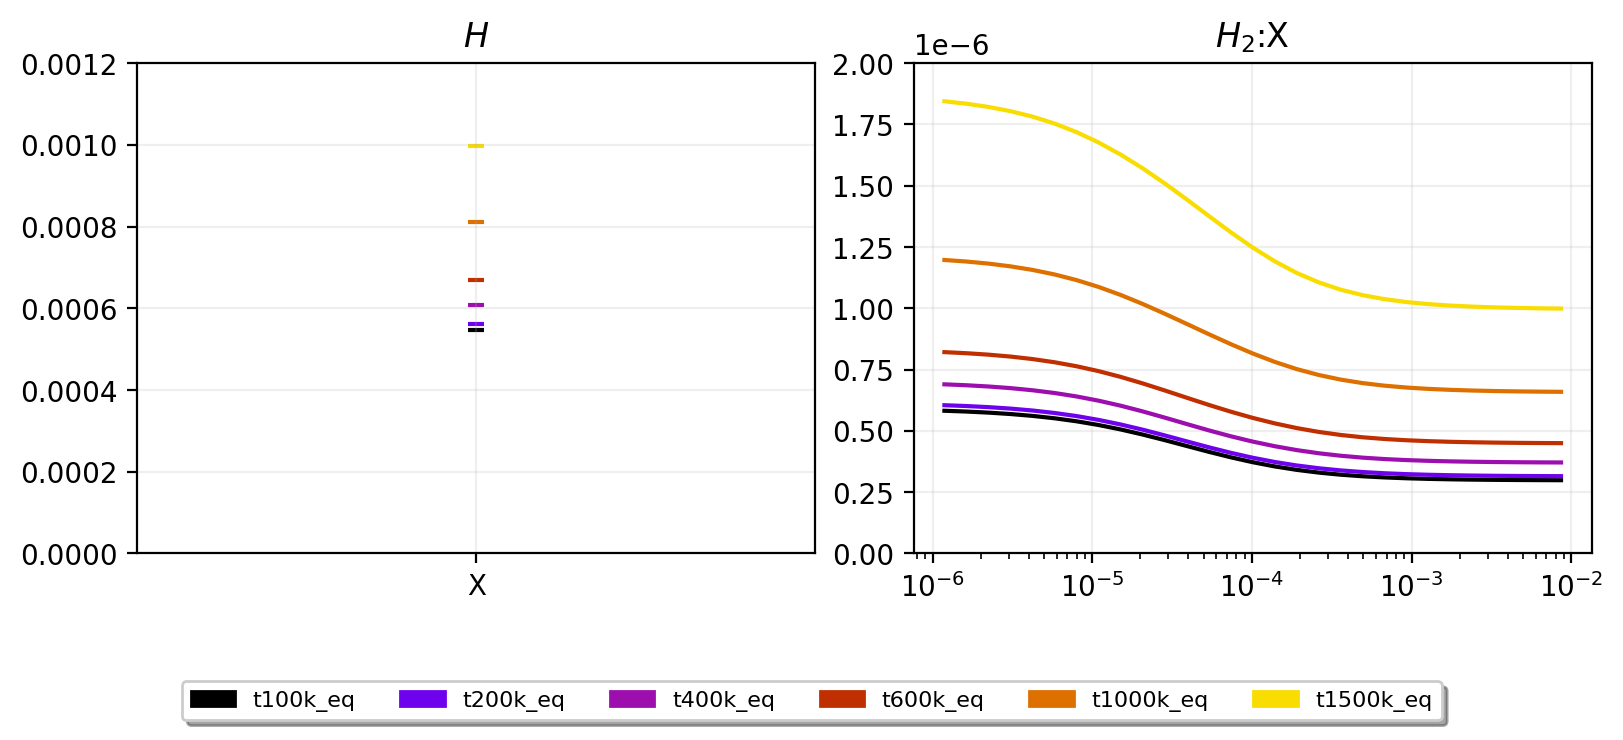 H
0.0012
0.0010
0.0008
0.0006
0.0004
0.0002
0.0000
X
H₂:X
1e−6
2.00
1.75
1.50
1.25
1.00
0.75
0.50
0.25
0.00
10⁻⁶ 10⁻⁵ 10⁻⁴ 10⁻³ 10⁻²
t100k_eq t200k_eq t400k_eq t600k_eq t1000k_eq t1500k_eq